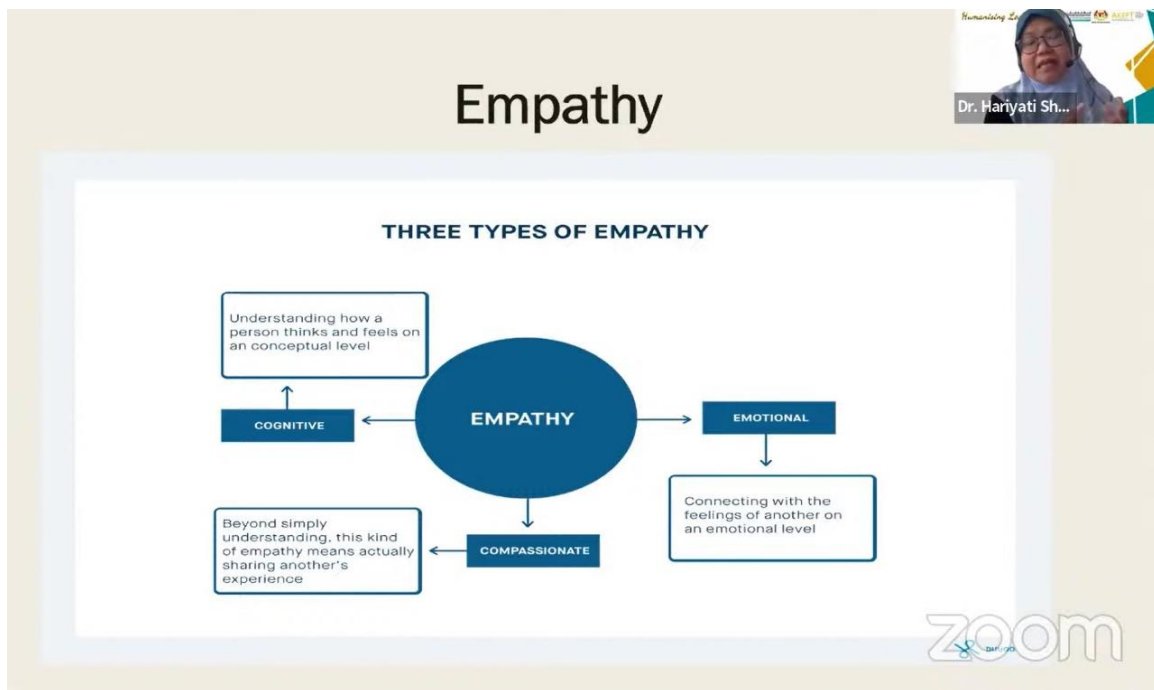 Humanising
AKEPT
Dr. Hariyati Sh...
Empathy
THREE TYPES OF EMPATHY
Understanding how a
person thinks and feels on
an conceptual level
COGNITIVE
EMPATHY
EMOTIONAL
Connecting with the
feelings of another on
an emotional level
COMPASSIONATE
Beyond simply
understanding, this kind
of empathy means actually
sharing another's
experience
zoom